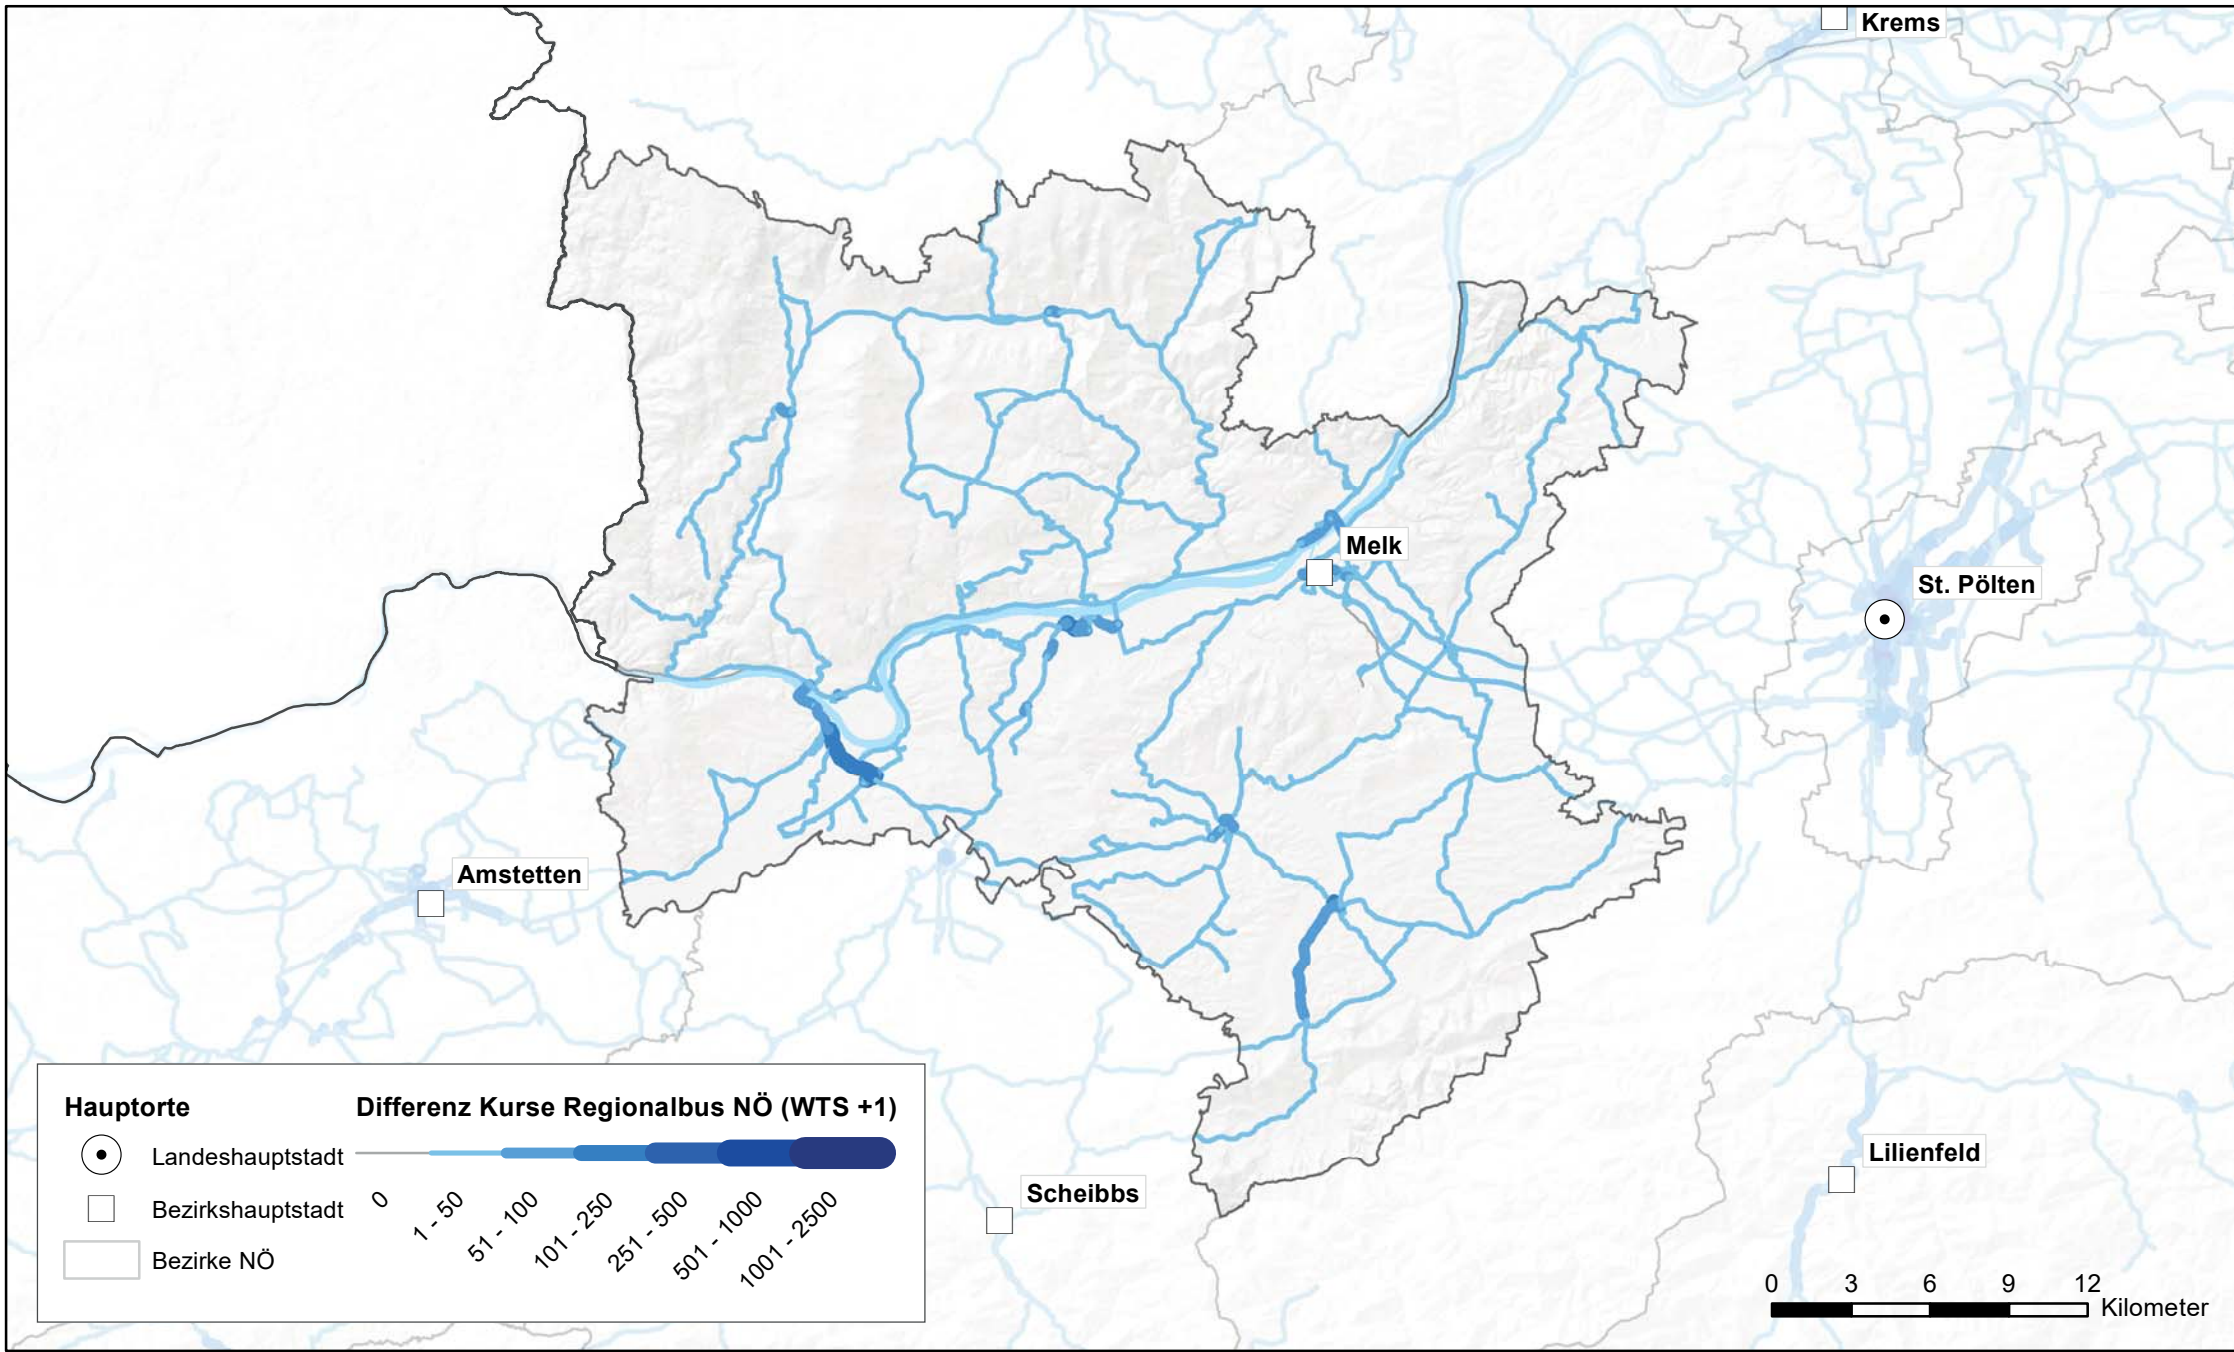 Krems
Melk
St. Pölten
Amstetten
Lilienfeld
Scheibbs
Hauptorte
Landeshauptstadt
Bezirkshauptstadt
Bezirke NÖ
Differenz Kurse Regionalbus NÖ (WTS +1)
0
1 - 50
51 - 100
101 - 250
251 - 500
501 - 1000
1001 - 2500
0 3 6 9 12
Kilometer